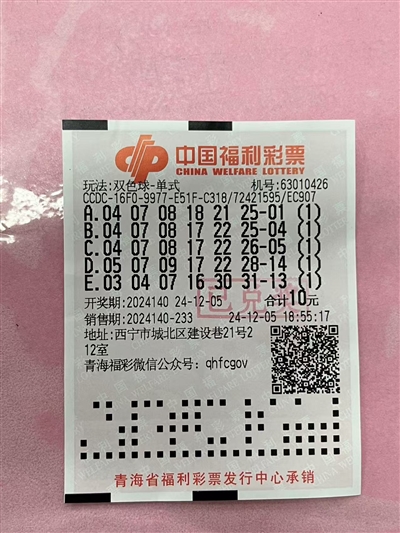 中国福利彩票
CHINA WELFARE LOTTERY
玩法:双色球-单式 机号:63010426
CCDC-16F0-9977-E51F-C318/72421595/EC907
A.04 07 08 18 21 25-01 (1)
B.04 07 08 17 22 25-04 (1)
C.04 07 08 17 22 26-05 (1)
D.05 07 09 17 22 28-14 (1)
E.03 04 07 16 30 31-13 (1)
开奖期:2024140 24-12-05 合计10元
销售期:2024140-233 24-12-05 18:55:17
地址:西宁市城北区建设巷21号2
12室
青海福彩微信公众号: qhfcgov
青海省福利彩票发行中心承销